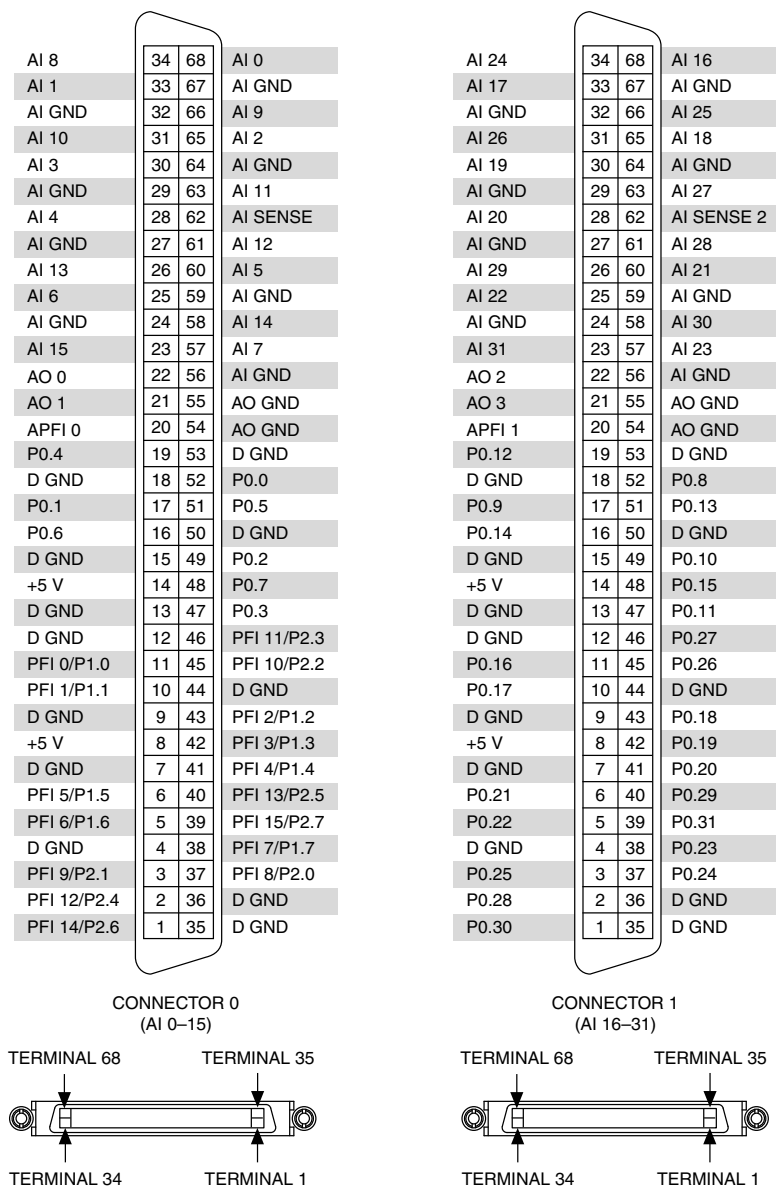 AI 8 34 68 AI 0
AI 1 33 67 AI GND
AI GND 32 66 AI 9
AI 10 31 65 AI 2
AI 3 30 64 AI GND
AI GND 29 63 AI 11
AI 4 28 62 AI SENSE
AI GND 27 61 AI 12
AI 13 26 60 AI 5
AI 6 25 59 AI GND
AI GND 24 58 AI 14
AI 15 23 57 AI 7
AO 0 22 56 AI GND
AO 1 21 55 AO GND
APFI 0 20 54 AO GND
P0.4 19 53 D GND
D GND 18 52 P0.0
P0.1 17 51 P0.5
P0.6 16 50 D GND
D GND 15 49 P0.2
+5 V 14 48 P0.7
D GND 13 47 P0.3
D GND 12 46 PFI 11/P2.3
PFI 0/P1.0 11 45 PFI 10/P2.2
PFI 1/P1.1 10 44 D GND
D GND 9 43 PFI 2/P1.2
+5 V 8 42 PFI 3/P1.3
D GND 7 41 PFI 4/P1.4
PFI 5/P1.5 6 40 PFI 13/P2.5
PFI 6/P1.6 5 39 PFI 15/P2.7
D GND 4 38 PFI 7/P1.7
PFI 9/P2.1 3 37 PFI 8/P2.0
PFI 12/P2.4 2 36 D GND
PFI 14/P2.6 1 35 D GND
CONNECTOR 0
(AI 0–15)
TERMINAL 68 TERMINAL 35
TERMINAL 34 TERMINAL 1
AI 24 34 68 AI 16
AI 17 33 67 AI GND
AI GND 32 66 AI 25
AI 26 31 65 AI 18
AI 19 30 64 AI GND
AI GND 29 63 AI 27
AI 20 28 62 AI SENSE 2
AI GND 27 61 AI 28
AI 29 26 60 AI 21
AI 22 25 59 AI GND
AI GND 24 58 AI 30
AI 31 23 57 AI 23
AO 2 22 56 AI GND
AO 3 21 55 AO GND
APFI 1 20 54 AO GND
P0.12 19 53 D GND
D GND 18 52 P0.8
P0.9 17 51 P0.13
P0.14 16 50 D GND
D GND 15 49 P0.10
+5 V 14 48 P0.15
D GND 13 47 P0.11
D GND 12 46 P0.27
P0.16 11 45 P0.26
P0.17 10 44 D GND
D GND 9 43 P0.18
+5 V 8 42 P0.19
D GND 7 41 P0.20
P0.21 6 40 P0.29
P0.22 5 39 P0.31
D GND 4 38 P0.23
P0.25 3 37 P0.24
P0.28 2 36 D GND
P0.30 1 35 D GND
CONNECTOR 1
(AI 16–31)
TERMINAL 68 TERMINAL 35
TERMINAL 34 TERMINAL 1